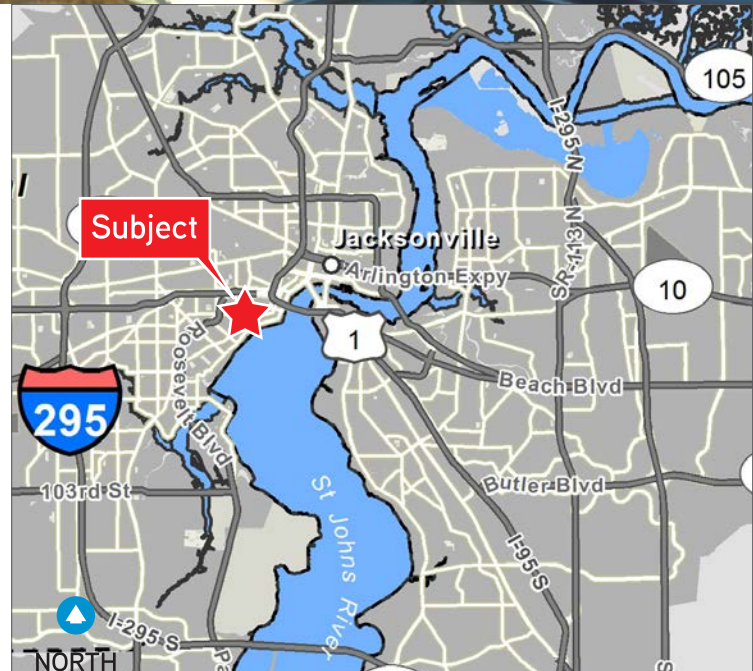 105
I-295 N
l
Subject
Jacksonville
Arlington Expy
SR-113 N
10
Roosevelt Blvd
1
Beach Blvd
295
103rd St
Butler Blvd
St Johns River
I-95 S
I-295 S
NORTH
Pa
S